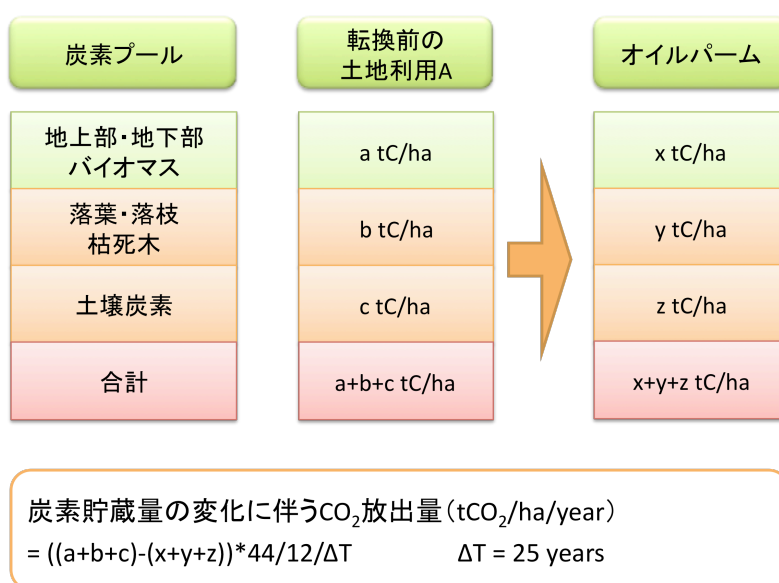 炭素プール
転換前の
土地利用A
オイルパーム
地上部・地下部
バイオマス
a tC/ha
x tC/ha
落葉・落枝
枯死木
b tC/ha
y tC/ha
土壌炭素
c tC/ha
z tC/ha
合計
a+b+c tC/ha
x+y+z tC/ha
炭素貯蔵量の変化に伴うCO₂放出量（tCO₂/ha/year）
= ((a+b+c)-(x+y+z))*44/12/ΔT ΔT = 25 years